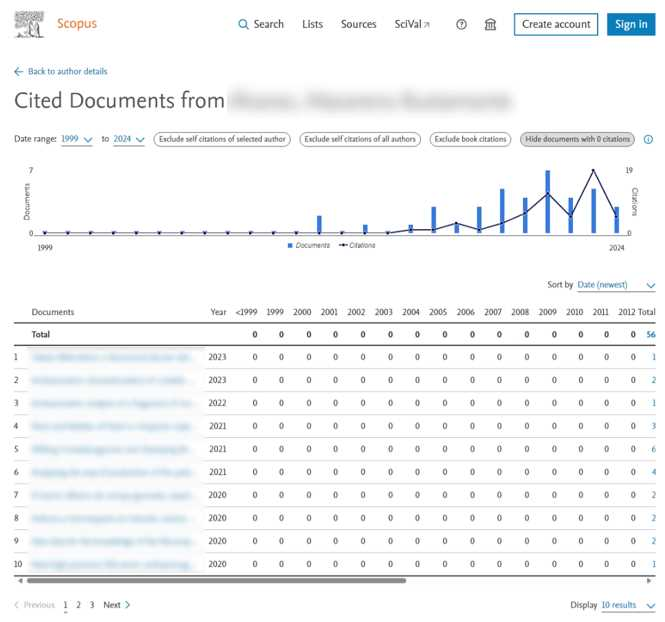 Scopus
Search Lists Sources SciVal Create account Sign in
Back to author details
Cited Documents from
Date range: 1999 to 2024 Exclude self citations of selected author Exclude self citations of all authors Exclude book citations Hide documents with 0 citations
7 19
Documents Citations
0 0
1999 2024
Documents Citations
Sort by Date (newest)
Documents Year <1999 1999 2000 2001 2002 2003 2004 2005 2006 2007 2008 2009 2010 2011 2012 Total
Total 0 0 0 0 0 0 0 0 0 0 0 0 0 0 0 56
1 2023 0 0 0 0 0 0 0 0 0 0 0 0 0 0 0 1
2 2023 0 0 0 0 0 0 0 0 0 0 0 0 0 0 0 2
3 2022 0 0 0 0 0 0 0 0 0 0 0 0 0 0 0 1
4 2021 0 0 0 0 0 0 0 0 0 0 0 0 0 0 0 3
5 2021 0 0 0 0 0 0 0 0 0 0 0 0 0 0 0 6
6 2021 0 0 0 0 0 0 0 0 0 0 0 0 0 0 0 4
7 2020 0 0 0 0 0 0 0 0 0 0 0 0 0 0 0 2
8 2020 0 0 0 0 0 0 0 0 0 0 0 0 0 0 0 2
9 2020 0 0 0 0 0 0 0 0 0 0 0 0 0 0 0 2
10 2020 0 0 0 0 0 0 0 0 0 0 0 0 0 0 0 1
Previous 1 2 3 Next Display 10 results